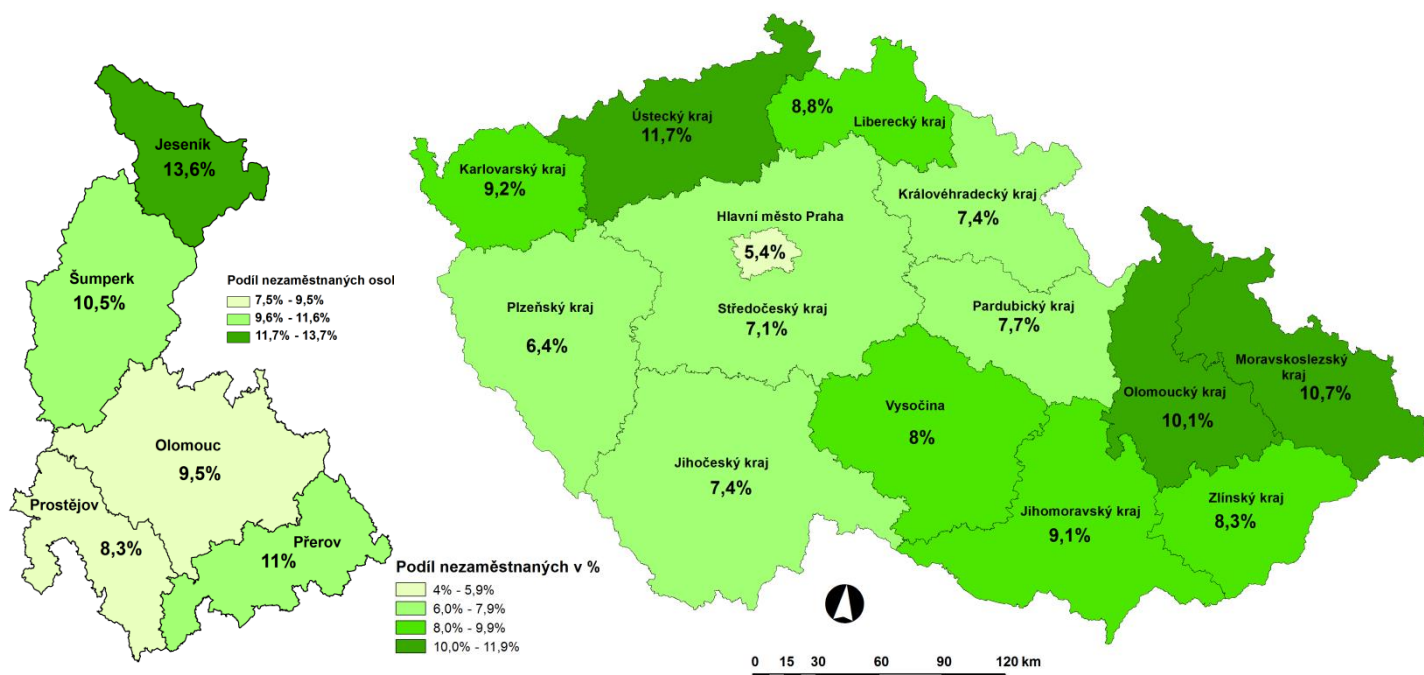 Jeseník
13,6%
Šumperk
10,5%
Podíl nezaměstnaných osol
7,5% - 9,5%
9,6% - 11,6%
11,7% - 13,7%
Olomouc
9,5%
Prostějov
8,3%
Přerov
11%
Ústecký kraj
11,7%
8,8%
Liberecký kraj
Karlovarský kraj
9,2%
Královéhradecký kraj
7,4%
Hlavní město Praha
5,4%
Plzeňský kraj
6,4%
Středočeský kraj
7,1%
Pardubický kraj
7,7%
Moravskoslezský
kraj
10,7%
Olomoucký kraj
10,1%
Vysočina
8%
Jihočeský kraj
7,4%
Jihomoravský kraj
9,1%
Zlínský kraj
8,3%
Podíl nezaměstnaných v %
4% - 5,9%
6,0% - 7,9%
8,0% - 9,9%
10,0% - 11,9%
0 15 30 60 90 120 km